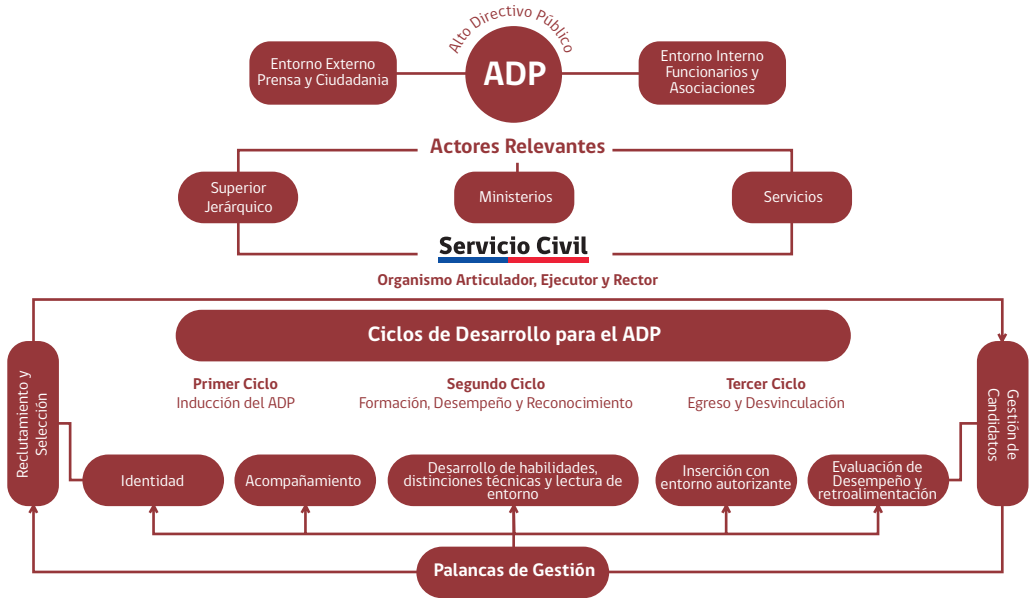 Alto Directivo Público
ADP
Entorno Externo
Prensa y Ciudadania
Entorno Interno
Funcionarios y
Asociaciones
Actores Relevantes
Superior
Jerárquico
Ministerios
Servicios
Servicio Civil
Organismo Articulador, Ejecutor y Rector
Ciclos de Desarrollo para el ADP
Reclutamiento y
Selección
Primer Ciclo
Inducción del ADP
Segundo Ciclo
Formación, Desempeño y Reconocimiento
Tercer Ciclo
Egreso y Desvinculación
Gestión de
Candidatos
Identidad
Acompañamiento
Desarrollo de habilidades,
distinciones técnicas y lectura de
entorno
Inserción con
entorno autorizante
Evaluación de
Desempeño y
retroalimentación
Palancas de Gestión